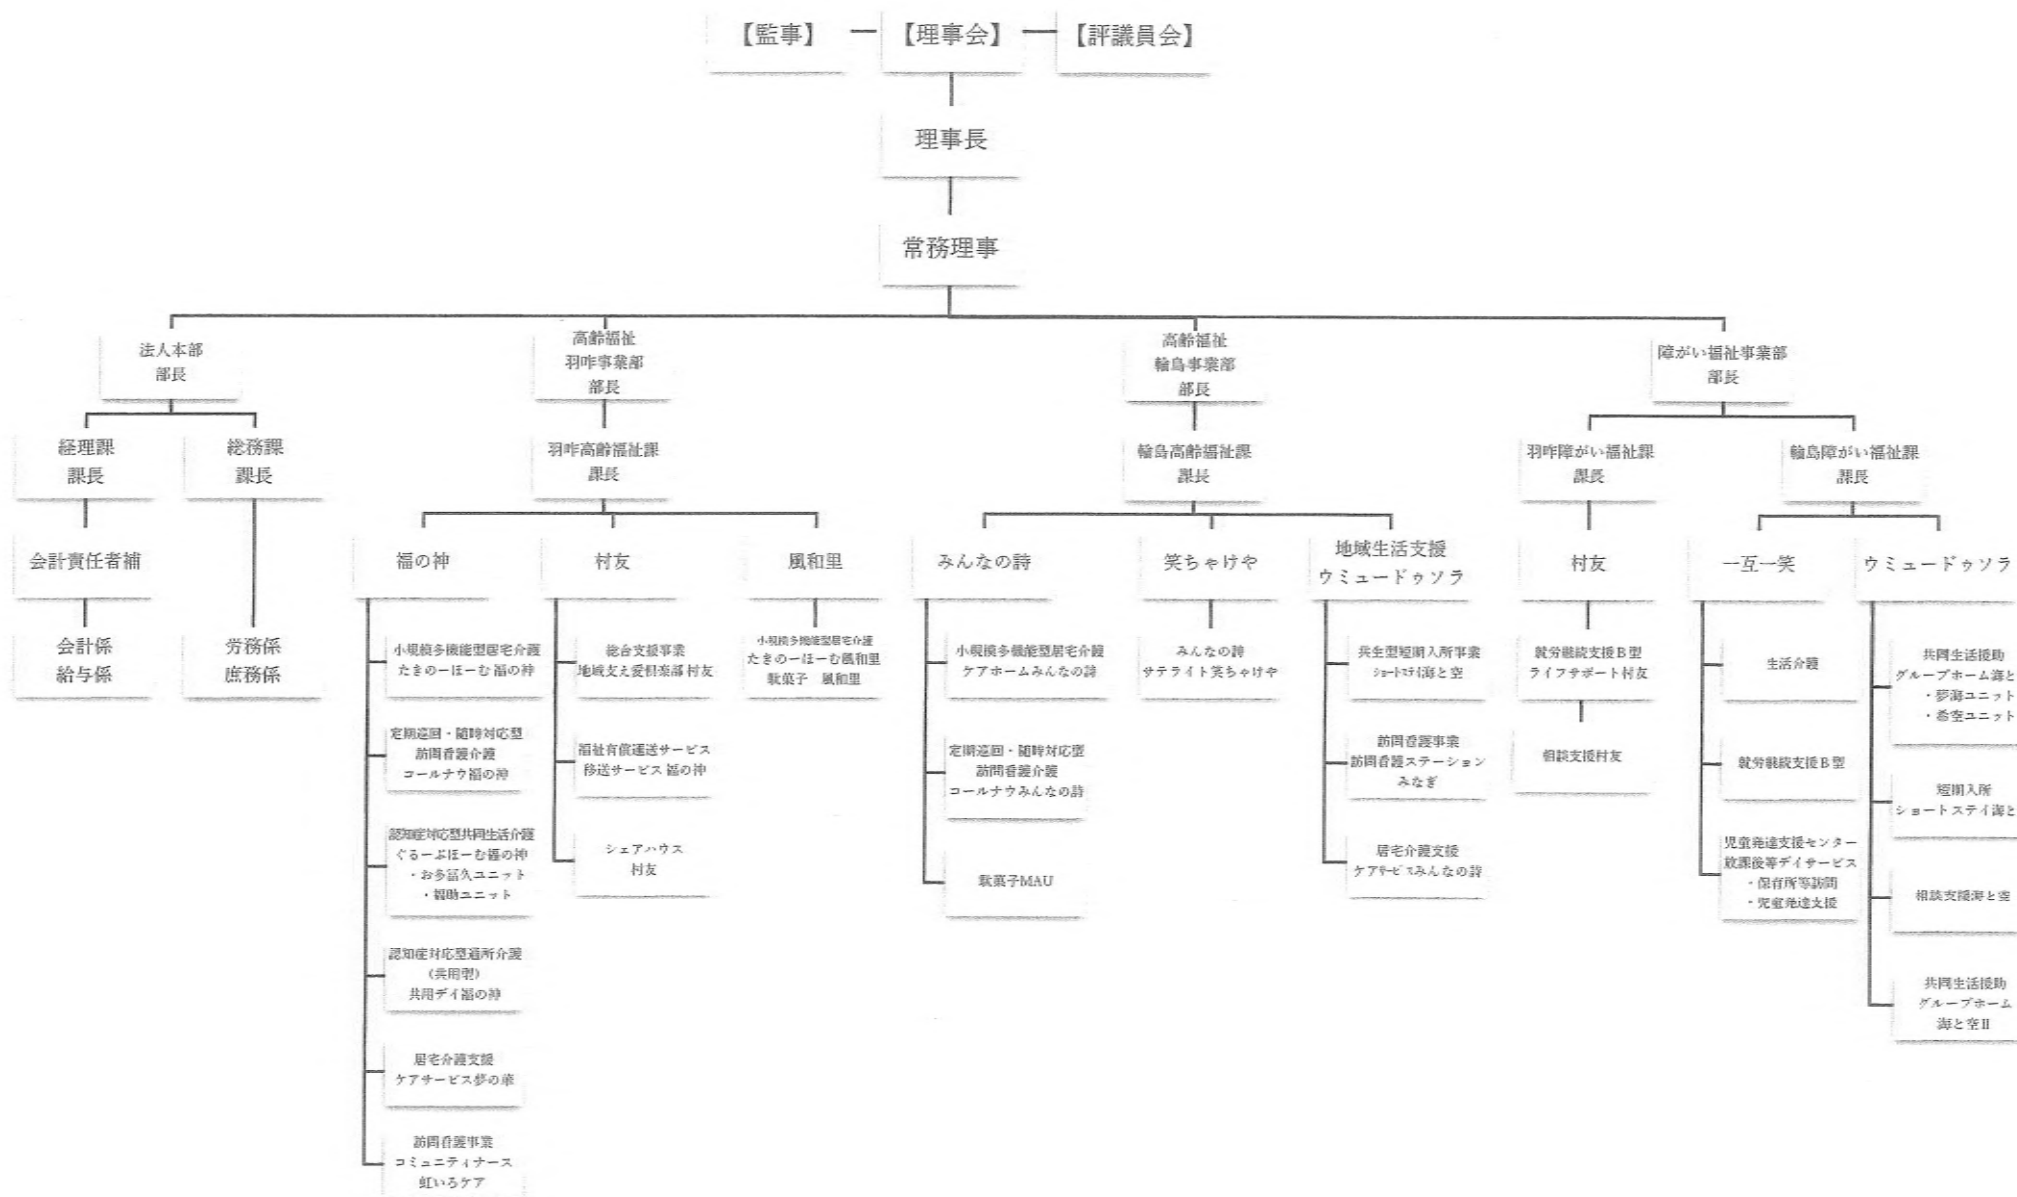 【監事】
【理事会】
【評議員会】
理事長
常務理事
法人本部
部長
高齢福祉
羽咋事業部
部長
高齢福祉
輪島事業部
部長
障がい福祉事業部
部長
経理課
課長
総務課
課長
羽咋高齢福祉課
課長
輪島高齢福祉課
課長
羽咋障がい福祉課
課長
輪島障がい福祉課
課長
会計責任者補
会計係
給与係
労務係
庶務係
福の神
小規模多機能型居宅介護
たきのーほーむ 福の神
定期巡回・随時対応型
訪問看護介護
コールナウ福の神
認知症対応型共同生活介護
ぐるーぷほーむ福の神
・お多冨久ユニット
・福助ユニット
認知症対応型通所介護
(共用型)
共用デイ福の神
居宅介護支援
ケアサービス夢の華
訪問看護事業
コミュニティナース
虹いろケア
村友
総合支援事業
地域支え愛倶楽部 村友
福祉有償運送サービス
移送サービス 福の神
シェアハウス
村友
風和里
小規模多機能型居宅介護
たきのーほーむ風和里
駄菓子 風和里
みんなの詩
小規模多機能型居宅介護
ケアホームみんなの詩
定期巡回・随時対応型
訪問看護介護
コールナウみんなの詩
駄菓子MAU
笑ちゃけや
みんなの詩
サテライト笑ちゃけや
地域生活支援
ウミュードゥソラ
共生型短期入所事業
ショートステイ海と空
訪問看護事業
訪問看護ステーション
みなぎ
居宅介護支援
ケアサービスみんなの詩
村友
就労継続支援B型
ライフサポート村友
相談支援村友
一互一笑
生活介護
就労継続支援B型
児童発達支援センター
放課後等デイサービス
・保育所等訪問
・児童発達支援
ウミュードゥソラ
共同生活援助
グループホーム海と
・夢海ユニット
・希空ユニット
短期入所
ショートステイ海と
相談支援海と空
共同生活援助
グループホーム
海と空Ⅱ